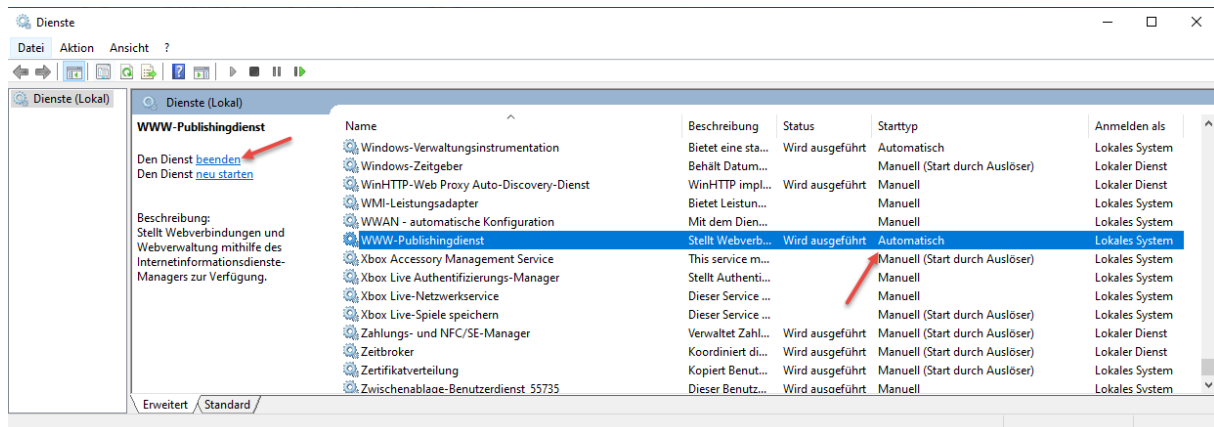 Dienste
Datei Aktion Ansicht ?
Dienste (Lokal)
Dienste (Lokal)
WWW-Publishingdienst
Den Dienst beenden
Den Dienst neu starten
Beschreibung:
Stellt Webverbindungen und
Webverwaltung mithilfe des
Internetinformationsdienste-
Managers zur Verfügung.
Name Beschreibung Status Starttyp Anmelden als
Windows-Verwaltungsinstrumentation Bietet eine sta... Wird ausgeführt Automatisch Lokales System
Windows-Zeitgeber Behält Datum... Manuell (Start durch Auslöser) Lokaler Dienst
WinHTTP-Web Proxy Auto-Discovery-Dienst WinHTTP impl... Wird ausgeführt Manuell Lokaler Dienst
WMI-Leistungsadapter Bietet Leistun... Manuell Lokales System
WWAN - automatische Konfiguration Mit dem Dien... Manuell Lokales System
WWW-Publishingdienst Stellt Webverb... Wird ausgeführt Automatisch Lokales System
Xbox Accessory Management Service This service m... Manuell (Start durch Auslöser) Lokales System
Xbox Live Authentifizierungs-Manager Stellt Authenti... Manuell Lokales System
Xbox Live-Netzwerkservice Dieser Service ... Manuell Lokales System
Xbox Live-Spiele speichern Dieser Service ... Manuell (Start durch Auslöser) Lokales System
Zahlungs- und NFC/SE-Manager Verwaltet Zahl... Wird ausgeführt Manuell (Start durch Auslöser) Lokaler Dienst
Zeitbroker Koordiniert di... Wird ausgeführt Manuell (Start durch Auslöser) Lokaler Dienst
Zertifikatverteilung Kopiert Benut... Wird ausgeführt Manuell (Start durch Auslöser) Lokales System
Zwischenablage-Benutzerdienst_55735 Dieser Benutz... Wird ausgeführt Manuell Lokales System
Erweitert Standard